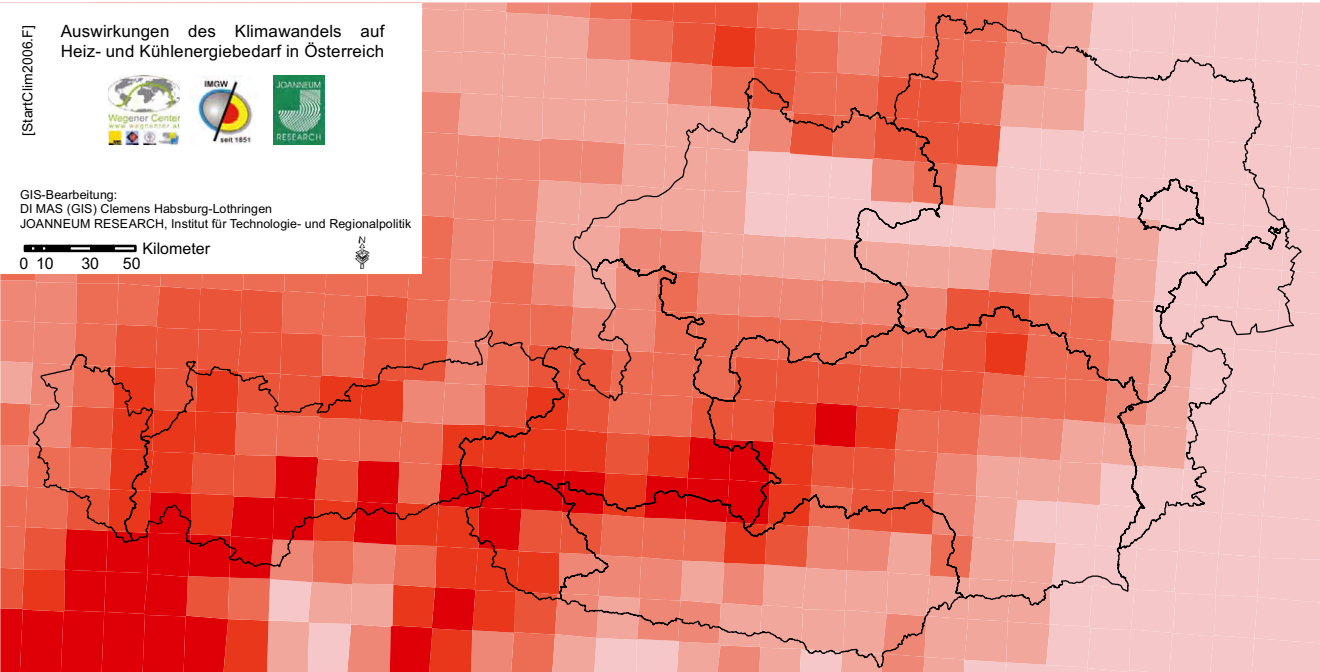 [StartClim2006.F]
Auswirkungen des Klimawandels auf
Heiz- und Kühlenergiebedarf in Österreich
Wegener Center
www.wegcenter.at
IMGW
seit 1851
JOANNEUM
RESEARCH
GIS-Bearbeitung:
DI MAS (GIS) Clemens Habsburg-Lothringen
JOANNEUM RESEARCH, Institut für Technologie- und Regionalpolitik
Kilometer
0 10 30 50
N